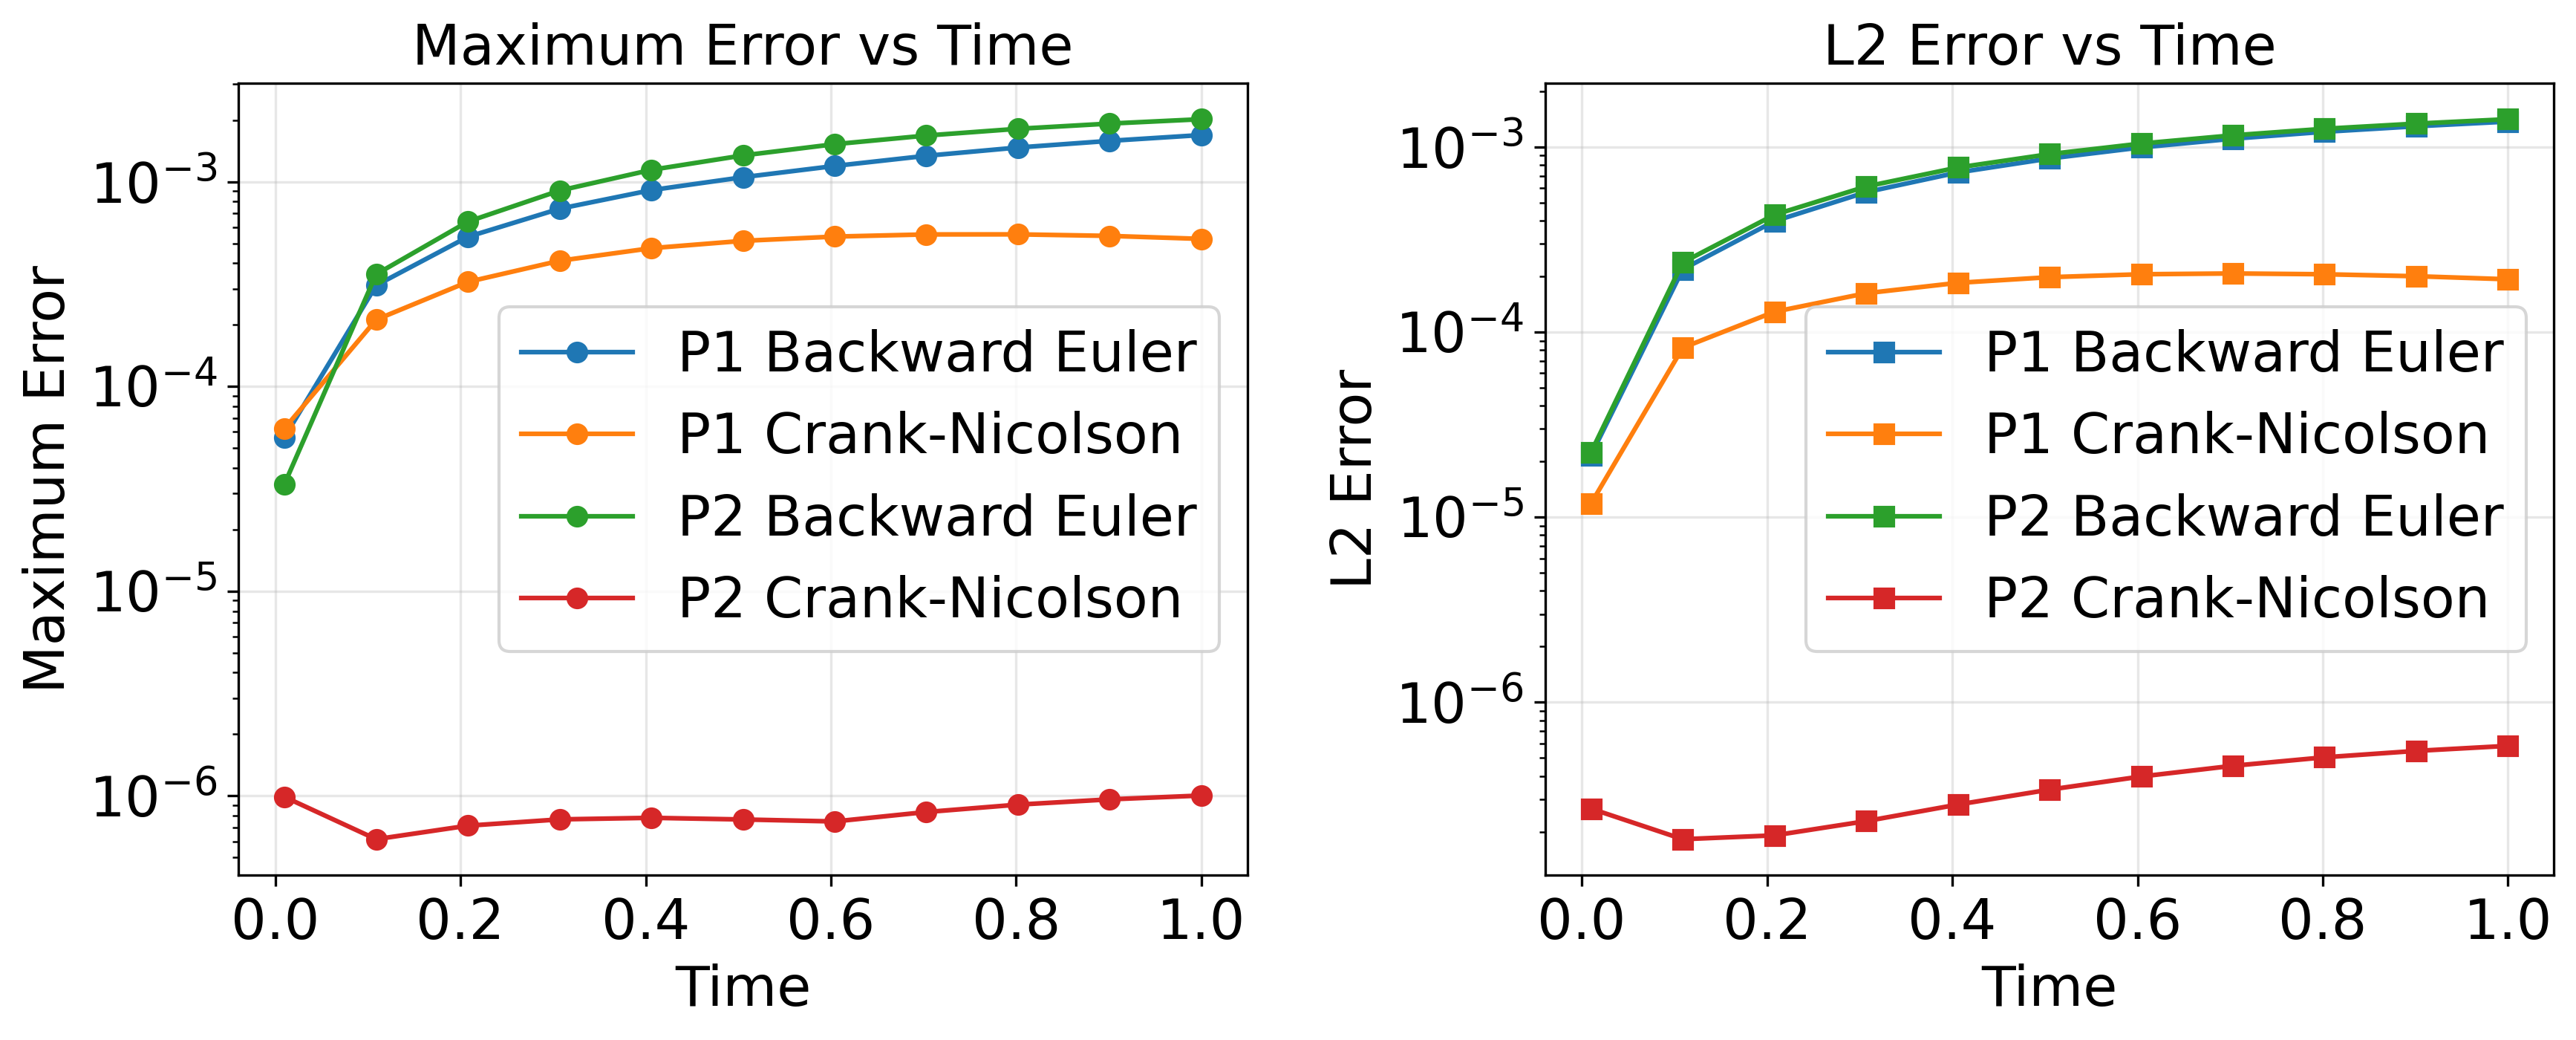 Maximum Error vs Time
Maximum Error
10⁻³
10⁻⁴
10⁻⁵
10⁻⁶
P1 Backward Euler
P1 Crank-Nicolson
P2 Backward Euler
P2 Crank-Nicolson
0.0 0.2 0.4 0.6 0.8 1.0
Time
L2 Error vs Time
L2 Error
10⁻³
10⁻⁴
10⁻⁵
10⁻⁶
P1 Backward Euler
P1 Crank-Nicolson
P2 Backward Euler
P2 Crank-Nicolson
0.0 0.2 0.4 0.6 0.8 1.0
Time